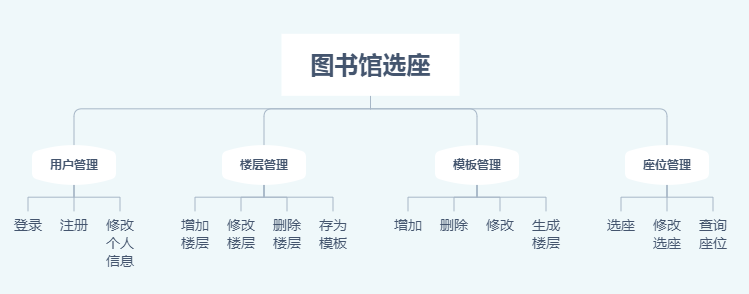 图书馆选座
用户管理
楼层管理
模板管理
座位管理
登录
注册
修改
个人
信息
增加
楼层
修改
楼层
删除
楼层
存为
模板
增加
删除
修改
生成
楼层
选座
修改
选座
查询
座位